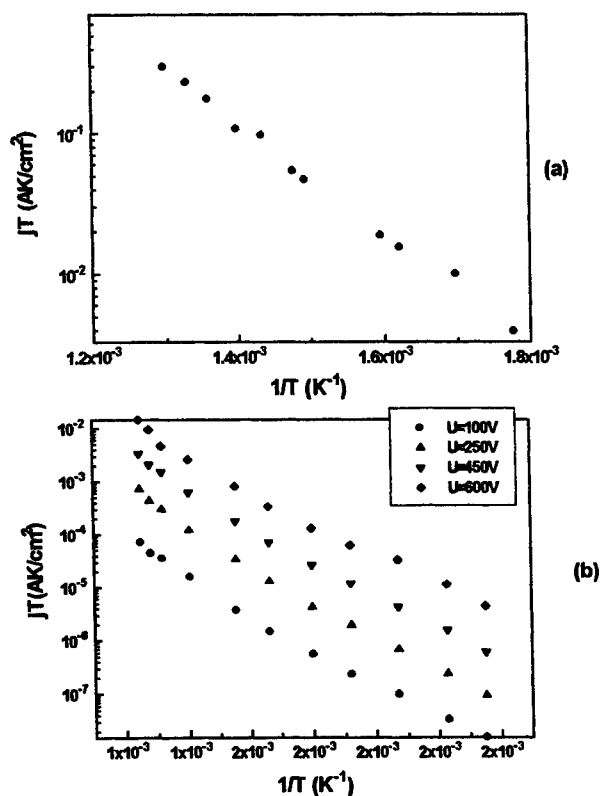 10⁻¹
10⁻²
jT (AK/cm²)
(a)
1.2x10⁻³ 1.4x10⁻³ 1.6x10⁻³ 1.8x10⁻³
1/T (K⁻¹)
U=100V
U=250V
U=450V
U=600V
10⁻²
10⁻³
10⁻⁴
10⁻⁵
10⁻⁶
10⁻⁷
jT(AK/cm²)
(b)
1x10⁻³ 1x10⁻³ 2x10⁻³ 2x10⁻³ 2x10⁻³ 2x10⁻³ 2x10⁻³
1/T (K⁻¹)